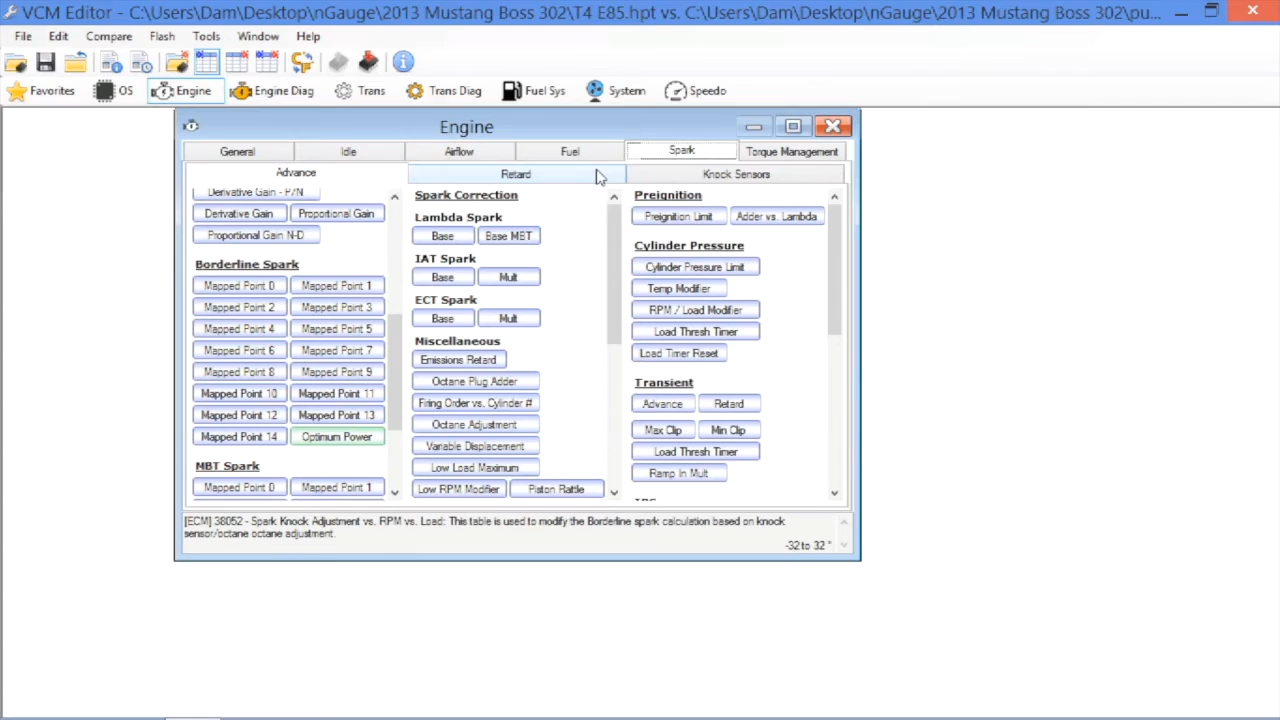 VCM Editor - C:\Users\Dam\Desktop\nGauge\2013 Mustang Boss 302\T4 E85.hpt vs. C:\Users\Dam\Desktop\nGauge\2013 Mustang Boss 302\pu...
File Edit Compare Flash Tools Window Help
Favorites OS Engine Engine Diag Trans Trans Diag Fuel Sys System Speedo
Engine
General Idle Airflow Fuel Spark Torque Management
Advance Retard Knock Sensors
Derivative Gain - P/N
Derivative Gain Proportional Gain
Proportional Gain N-D
Borderline Spark
Mapped Point 0 Mapped Point 1
Mapped Point 2 Mapped Point 3
Mapped Point 4 Mapped Point 5
Mapped Point 6 Mapped Point 7
Mapped Point 8 Mapped Point 9
Mapped Point 10 Mapped Point 11
Mapped Point 12 Mapped Point 13
Mapped Point 14 Optimum Power
MBT Spark
Mapped Point 0 Mapped Point 1
Spark Correction
Lambda Spark
Base Base MBT
IAT Spark
Base Mult
ECT Spark
Base Mult
Miscellaneous
Emissions Retard
Octane Plug Adder
Firing Order vs. Cylinder #
Octane Adjustment
Variable Displacement
Low Load Maximum
Low RPM Modifier Piston Rattle
Preignition
Preignition Limit Adder vs. Lambda
Cylinder Pressure
Cylinder Pressure Limit
Temp Modifier
RPM / Load Modifier
Load Thresh Timer
Load Timer Reset
Transient
Advance Retard
Max Clip Min Clip
Load Thresh Timer
Ramp In Mult
[ECM] 38052 - Spark Knock Adjustment vs. RPM vs. Load: This table is used to modify the Borderline spark calculation based on knock
sensor/octane octane adjustment.
-32 to 32 °